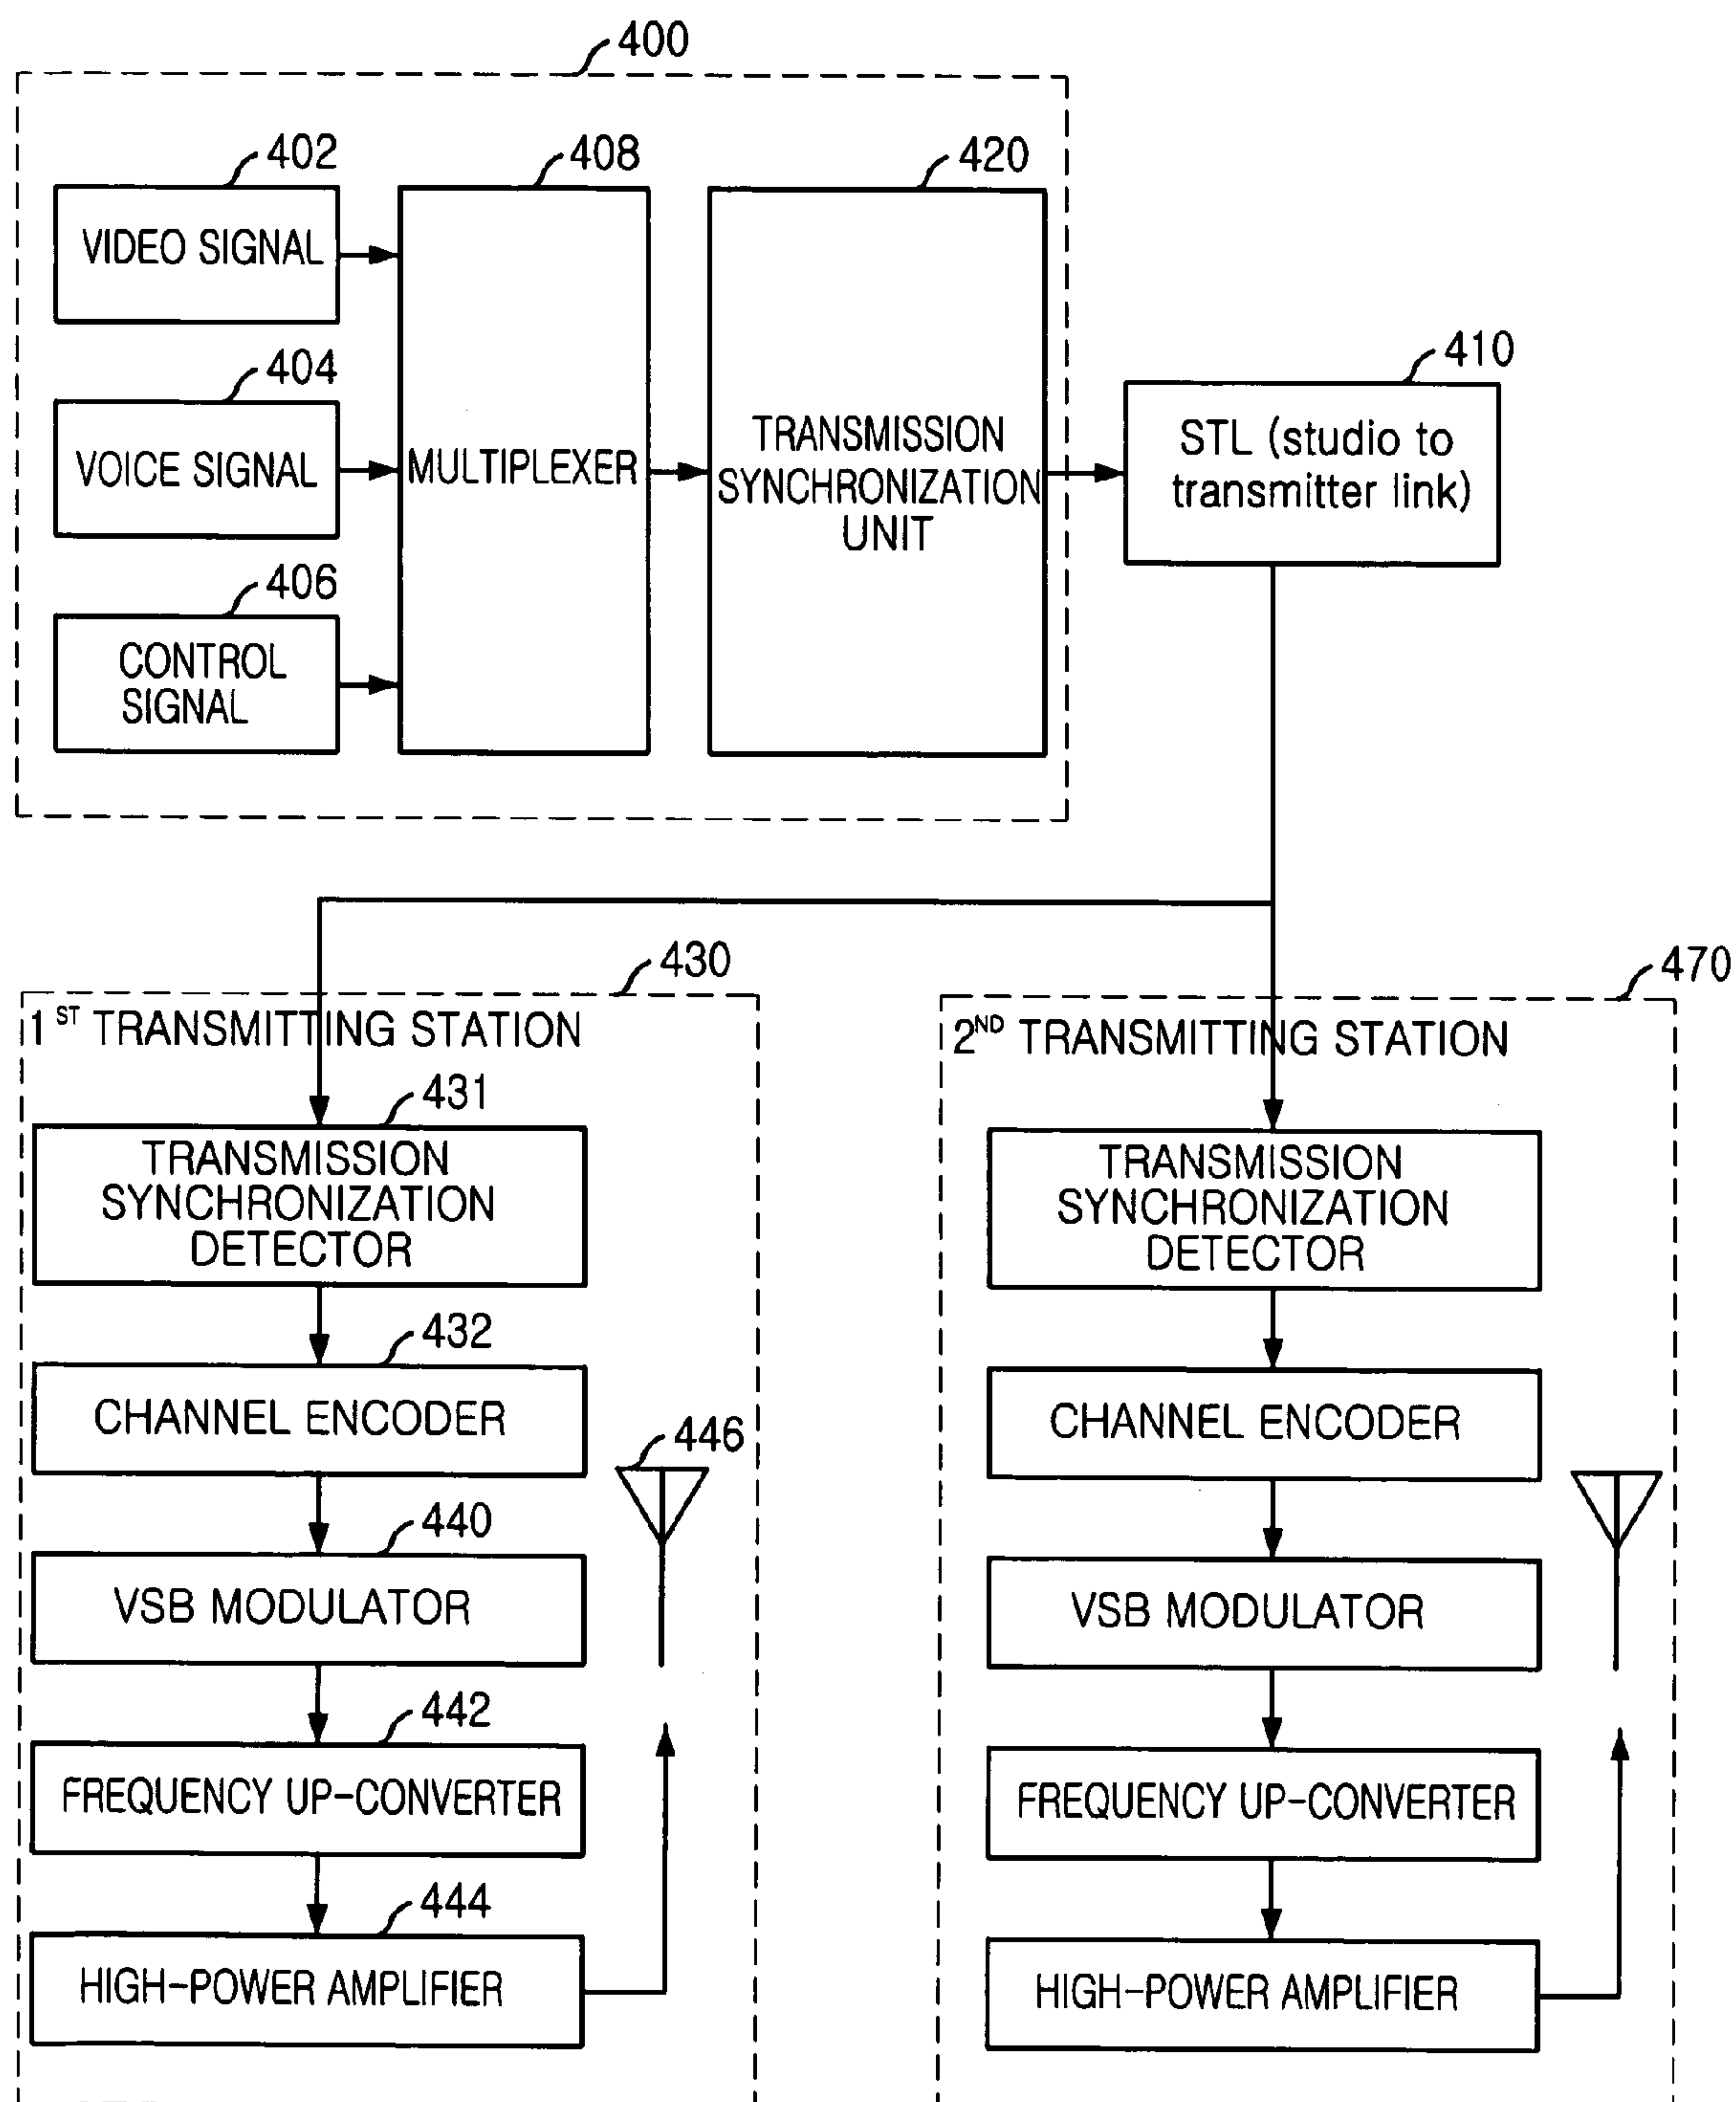 400
402
408
420
VIDEO SIGNAL
404
410
VOICE SIGNAL
MULTIPLEXER
TRANSMISSION
SYNCHRONIZATION
UNIT
STL (studio to
transmitter link)
406
CONTROL
SIGNAL
430
470
1ST TRANSMITTING STATION
2ND TRANSMITTING STATION
431
TRANSMISSION
SYNCHRONIZATION
DETECTOR
TRANSMISSION
SYNCHRONIZATION
DETECTOR
432
CHANNEL ENCODER
CHANNEL ENCODER
446
440
VSB MODULATOR
VSB MODULATOR
442
FREQUENCY UP-CONVERTER
FREQUENCY UP-CONVERTER
444
HIGH-POWER AMPLIFIER
HIGH-POWER AMPLIFIER